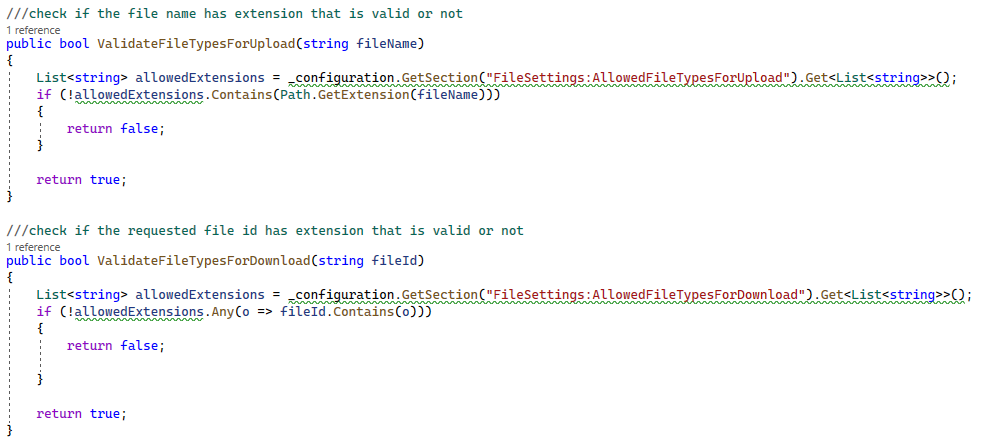 ///check if the file name has extension that is valid or not
1 reference
public bool ValidateFileTypesForUpload(string fileName)
{
    List<string> allowedExtensions = _configuration.GetSection("FileSettings:AllowedFileTypesForUpload").Get<List<string>>();
    if (!allowedExtensions.Contains(Path.GetExtension(fileName)))
    {
        return false;
    }

    return true;
}

///check if the requested file id has extension that is valid or not
1 reference
public bool ValidateFileTypesForDownload(string fileId)
{
    List<string> allowedExtensions = _configuration.GetSection("FileSettings:AllowedFileTypesForDownload").Get<List<string>>();
    if (!allowedExtensions.Any(o => fileId.Contains(o)))
    {
        return false;

    }

    return true;
}